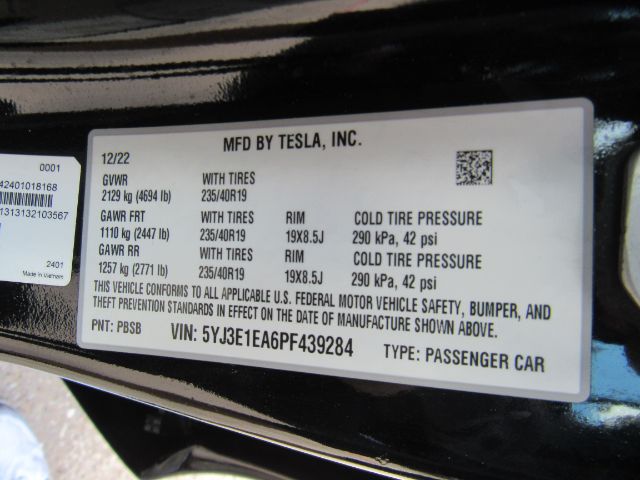 0001
42401018168
1313132103567
2401
Made in Vietnam
MFD BY TESLA, INC.
12/22
GVWR WITH TIRES
2129 kg (4694 lb) 235/40R19
GAWR FRT WITH TIRES RIM COLD TIRE PRESSURE
1110 kg (2447 lb) 235/40R19 19X8.5J 290 kPa, 42 psi
GAWR RR WITH TIRES RIM COLD TIRE PRESSURE
1257 kg (2771 lb) 235/40R19 19X8.5J 290 kPa, 42 psi
THIS VEHICLE CONFORMS TO ALL APPLICABLE U.S. FEDERAL MOTOR VEHICLE SAFETY, BUMPER, AND
THEFT PREVENTION STANDARDS IN EFFECT ON THE DATE OF MANUFACTURE SHOWN ABOVE.
PNT: PBSB VIN: 5YJ3E1EA6PF439284 TYPE: PASSENGER CAR